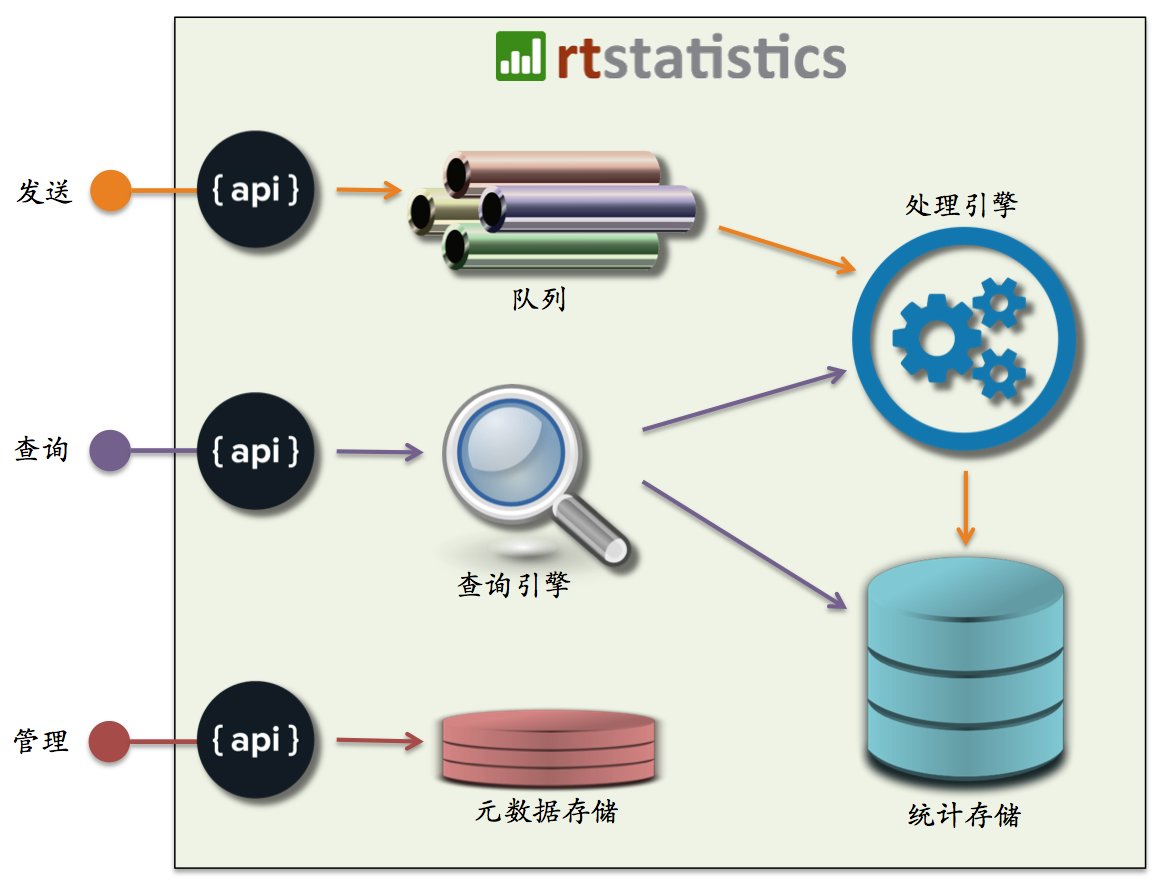 rtstatistics
发送
{ api }
队列
处理引擎
查询
{ api }
查询引擎
管理
{ api }
元数据存储
统计存储